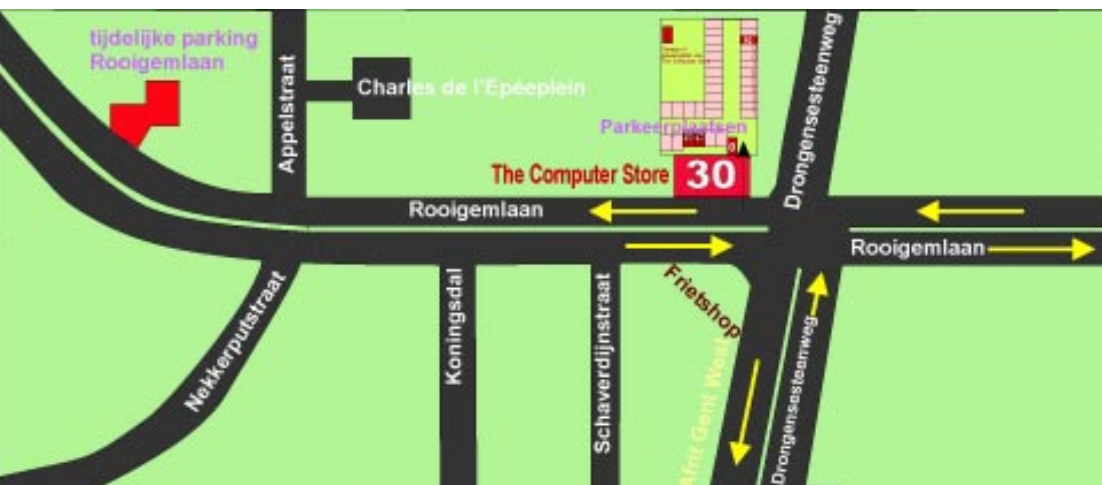 tijdelijke parking
Rooigemlaan
Appelstraat
Charles de l'Epéeplein
Parkeerplaatsen
The Computer Store
30
Drongensesteenweg
Rooigemlaan
Rooigemlaan
Frietshop
Nekkerputstraat
Koningsdal
Schaverdijnstraat
Afrit Gent West
Drongensesteenweg